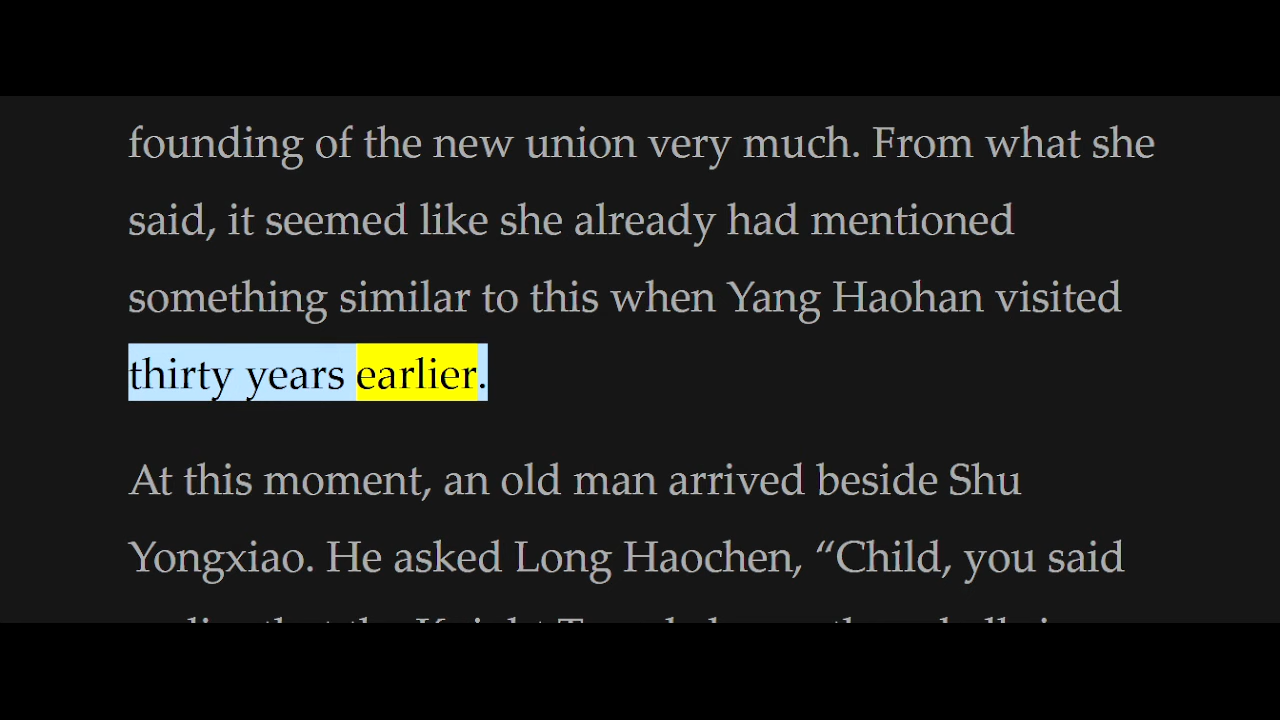 founding of the new union very much. From what she
said, it seemed like she already had mentioned
something similar to this when Yang Haohan visited
thirty years earlier.
At this moment, an old man arrived beside Shu
Yongxiao. He asked Long Haochen, “Child, you said